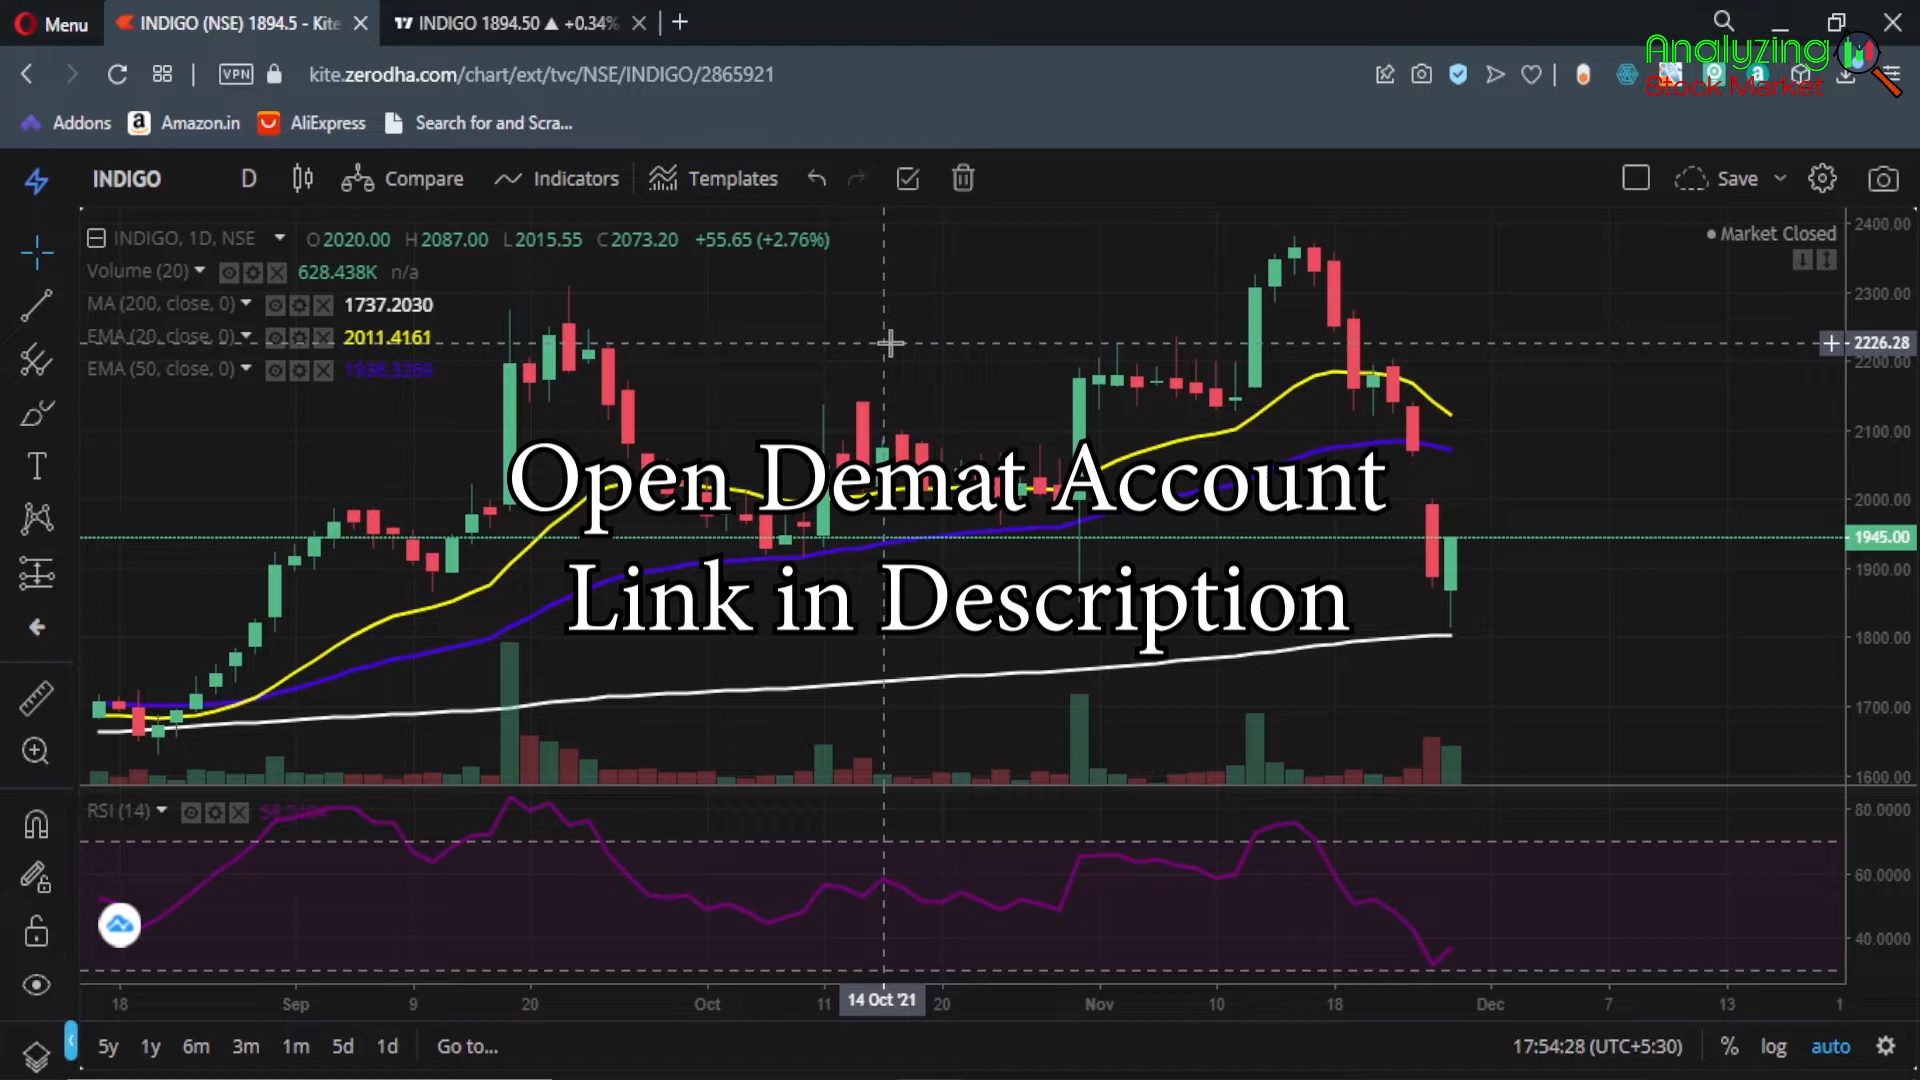 Menu
INDIGO (NSE) 1894.5 - Kite
INDIGO 1894.50 ▲ +0.34%
Analyzing
Stock Market
VPN
kite.zerodha.com/chart/ext/tvc/NSE/INDIGO/2865921
Addons
Amazon.in
AliExpress
Search for and Scra...
INDIGO
D
Compare
Indicators
Templates
Save
INDIGO, 1D, NSE O2020.00 H2087.00 L2015.55 C2073.20 +55.65 (+2.76%)
Market Closed
Volume (20) 628.438K n/a
MA (200, close, 0) 1737.2030
EMA (20, close, 0) 2011.4161
EMA (50, close, 0)
2400.00
2300.00
2226.28
2200.00
2100.00
2000.00
1945.00
1900.00
1800.00
1700.00
1600.00
Open Demat Account
Link in Description
RSI (14)
80.0000
60.0000
40.0000
18 Sep 9 20 Oct 11 14 Oct '21 20 Nov 10 18 Dec 7 13 1
5y 1y 6m 3m 1m 5d 1d Go to... 17:54:28 (UTC+5:30) % log auto